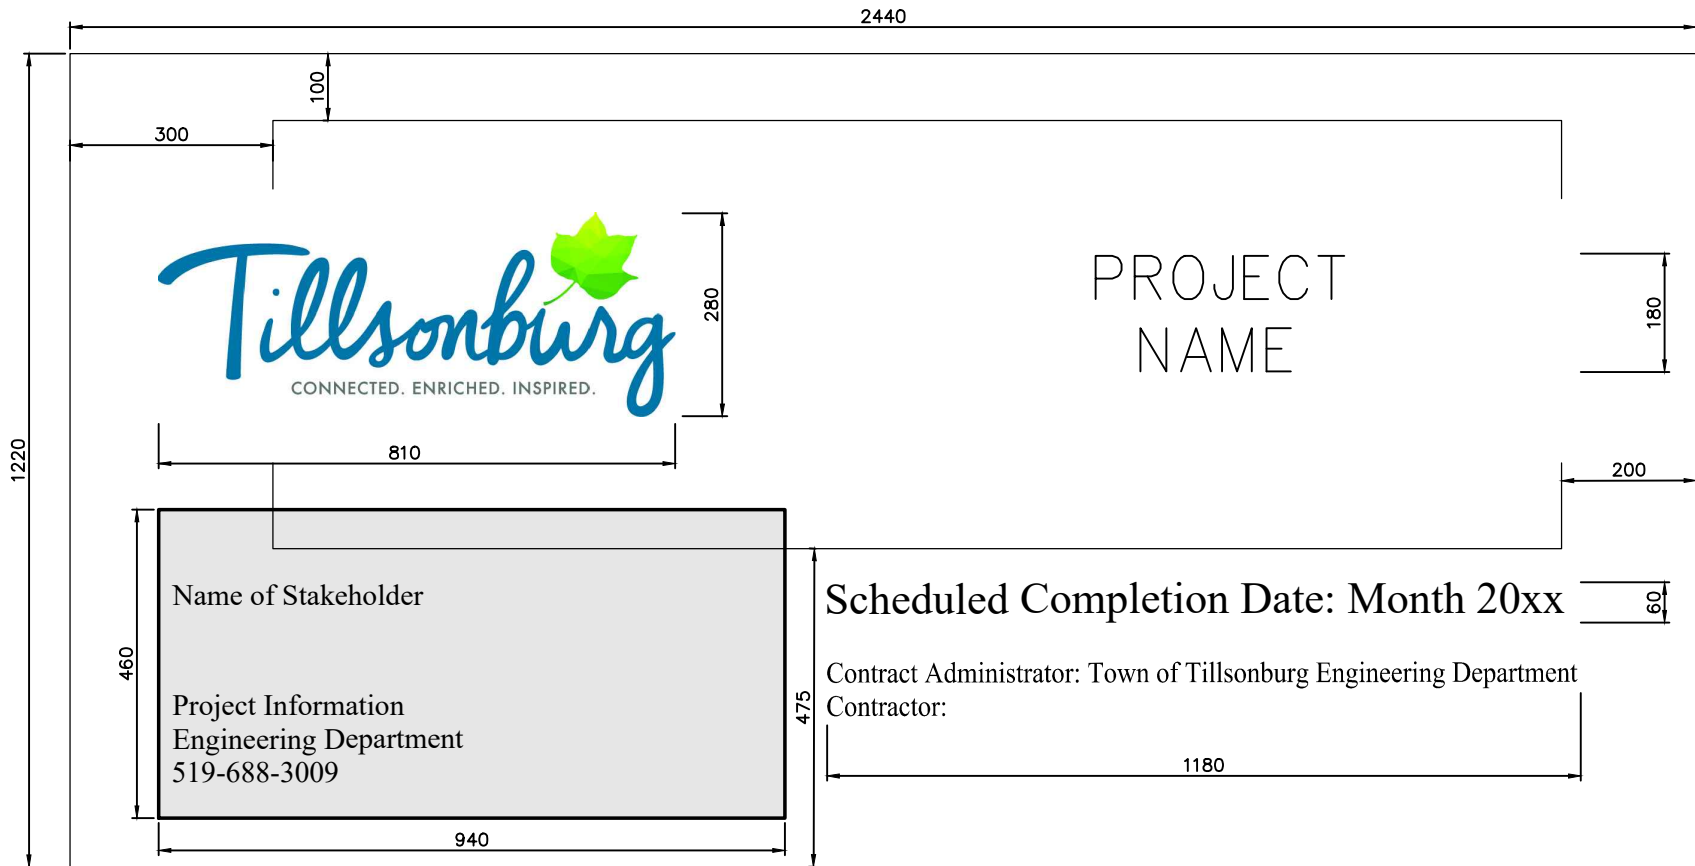 2440
100
300
Tillsonburg
CONNECTED. ENRICHED. INSPIRED.
280
PROJECT
NAME
180
810
1220
200
Name of Stakeholder
Project Information
Engineering Department
519-688-3009
460
940
475
Scheduled Completion Date: Month 20xx
60
Contract Administrator: Town of Tillsonburg Engineering Department
Contractor:
1180